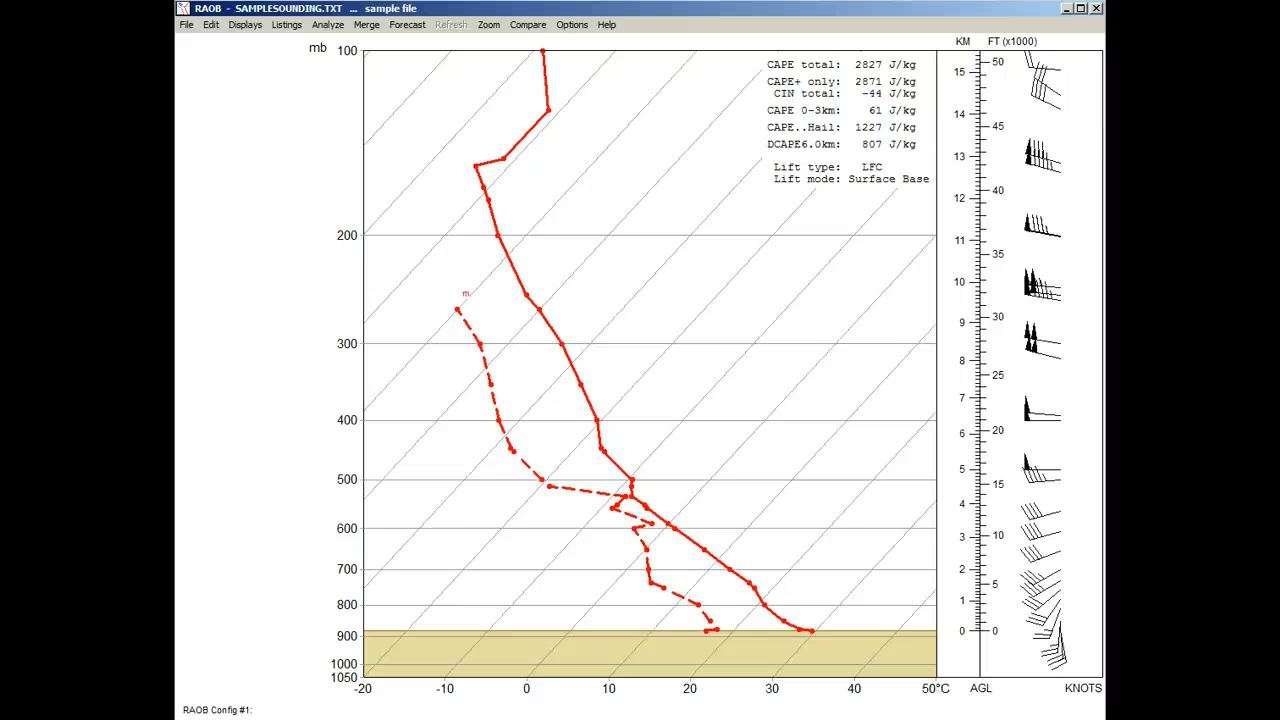 RAOB - SAMPLESOUNDING.TXT ... sample file
File Edit Displays Listings Analyze Merge Forecast Refresh Zoom Compare Options Help
mb
KM FT (x1000)
CAPE total: 2827 J/kg
CAPE+ only: 2871 J/kg
CIN total: -44 J/kg
CAPE 0-3km: 61 J/kg
CAPE..Hail: 1227 J/kg
DCAPE6.0km: 807 J/kg
Lift type: LFC
Lift mode: Surface Base
100
200
300
400
500
600
700
800
900
1000
1050
m
-20 -10 0 10 20 30 40 50°C
15
14
13
12
11
10
9
8
7
6
5
4
3
2
1
0
50
45
40
35
30
25
20
15
10
5
0
AGL KNOTS
RAOB Config #1: